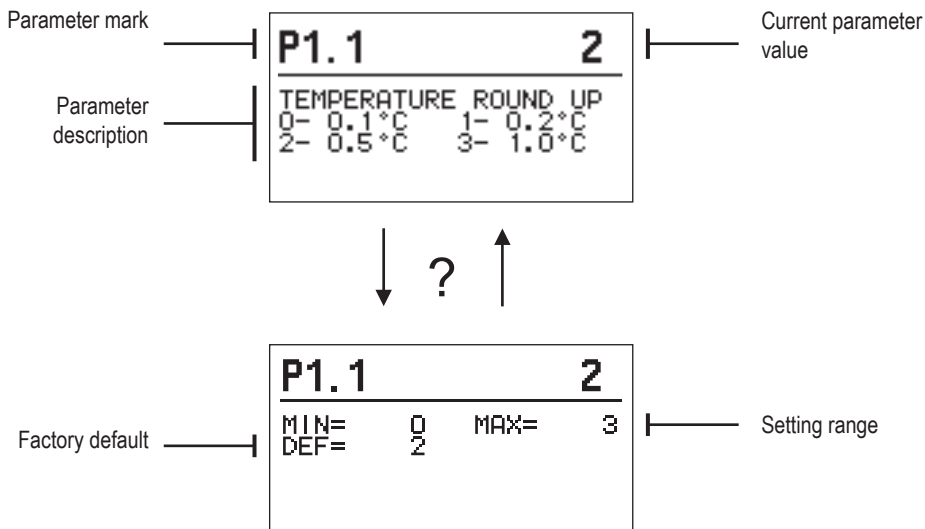 Parameter mark
P1.1 2
Current parameter
value
Parameter
description
TEMPERATURE ROUND UP
0- 0.1°C 1- 0.2°C
2- 0.5°C 3- 1.0°C
?
P1.1 2
Factory default
MIN= 0 MAX= 3
DEF= 2
Setting range